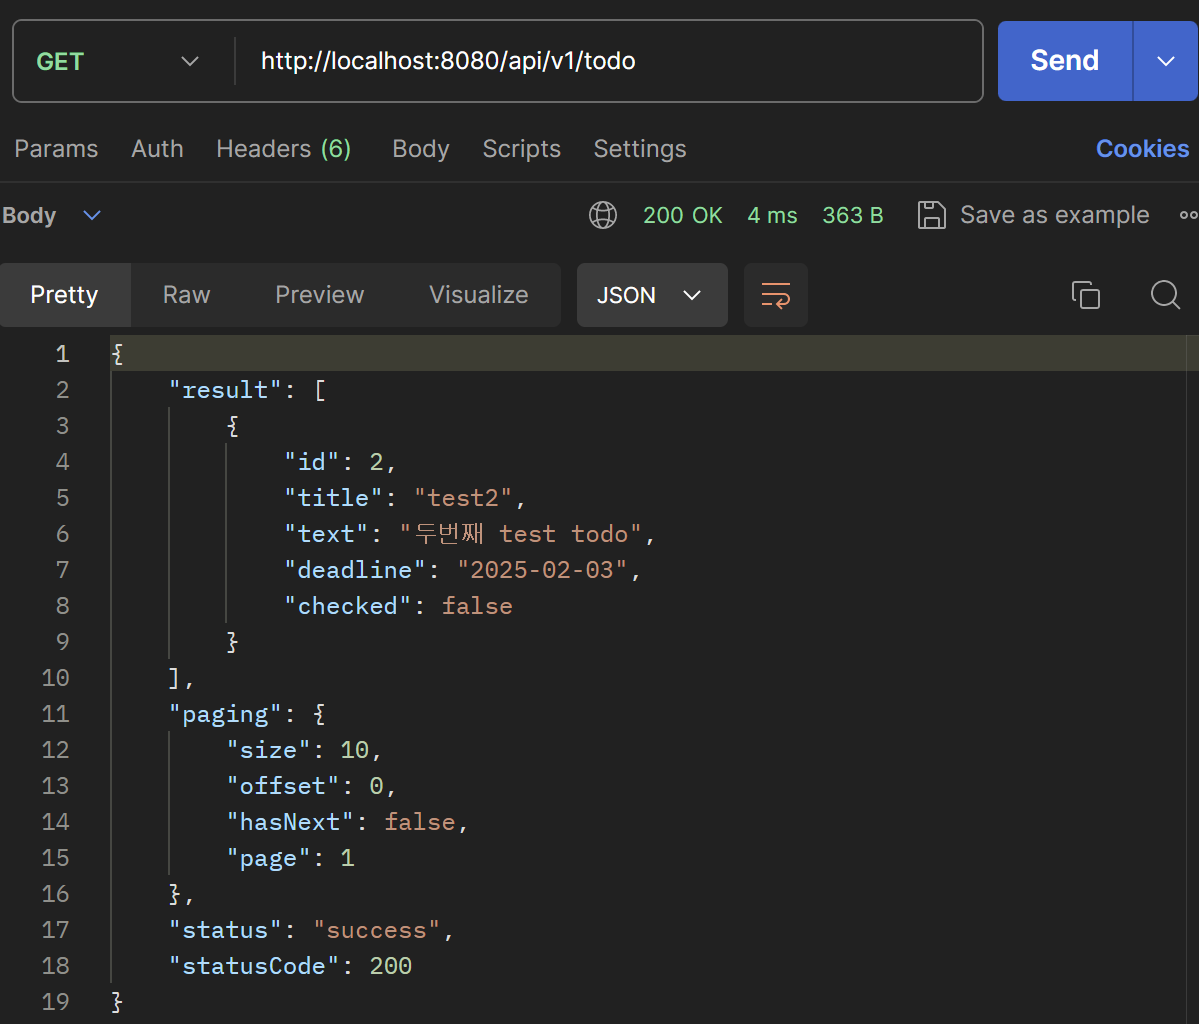 GET http://localhost:8080/api/v1/todo Send
Params Auth Headers (6) Body Scripts Settings Cookies
Body 200 OK 4 ms 363 B Save as example
Pretty Raw Preview Visualize JSON
1 {
2 "result": [
3 {
4 "id": 2,
5 "title": "test2",
6 "text": "두번째 test todo",
7 "deadline": "2025-02-03",
8 "checked": false
9 }
10 ],
11 "paging": {
12 "size": 10,
13 "offset": 0,
14 "hasNext": false,
15 "page": 1
16 },
17 "status": "success",
18 "statusCode": 200
19 }